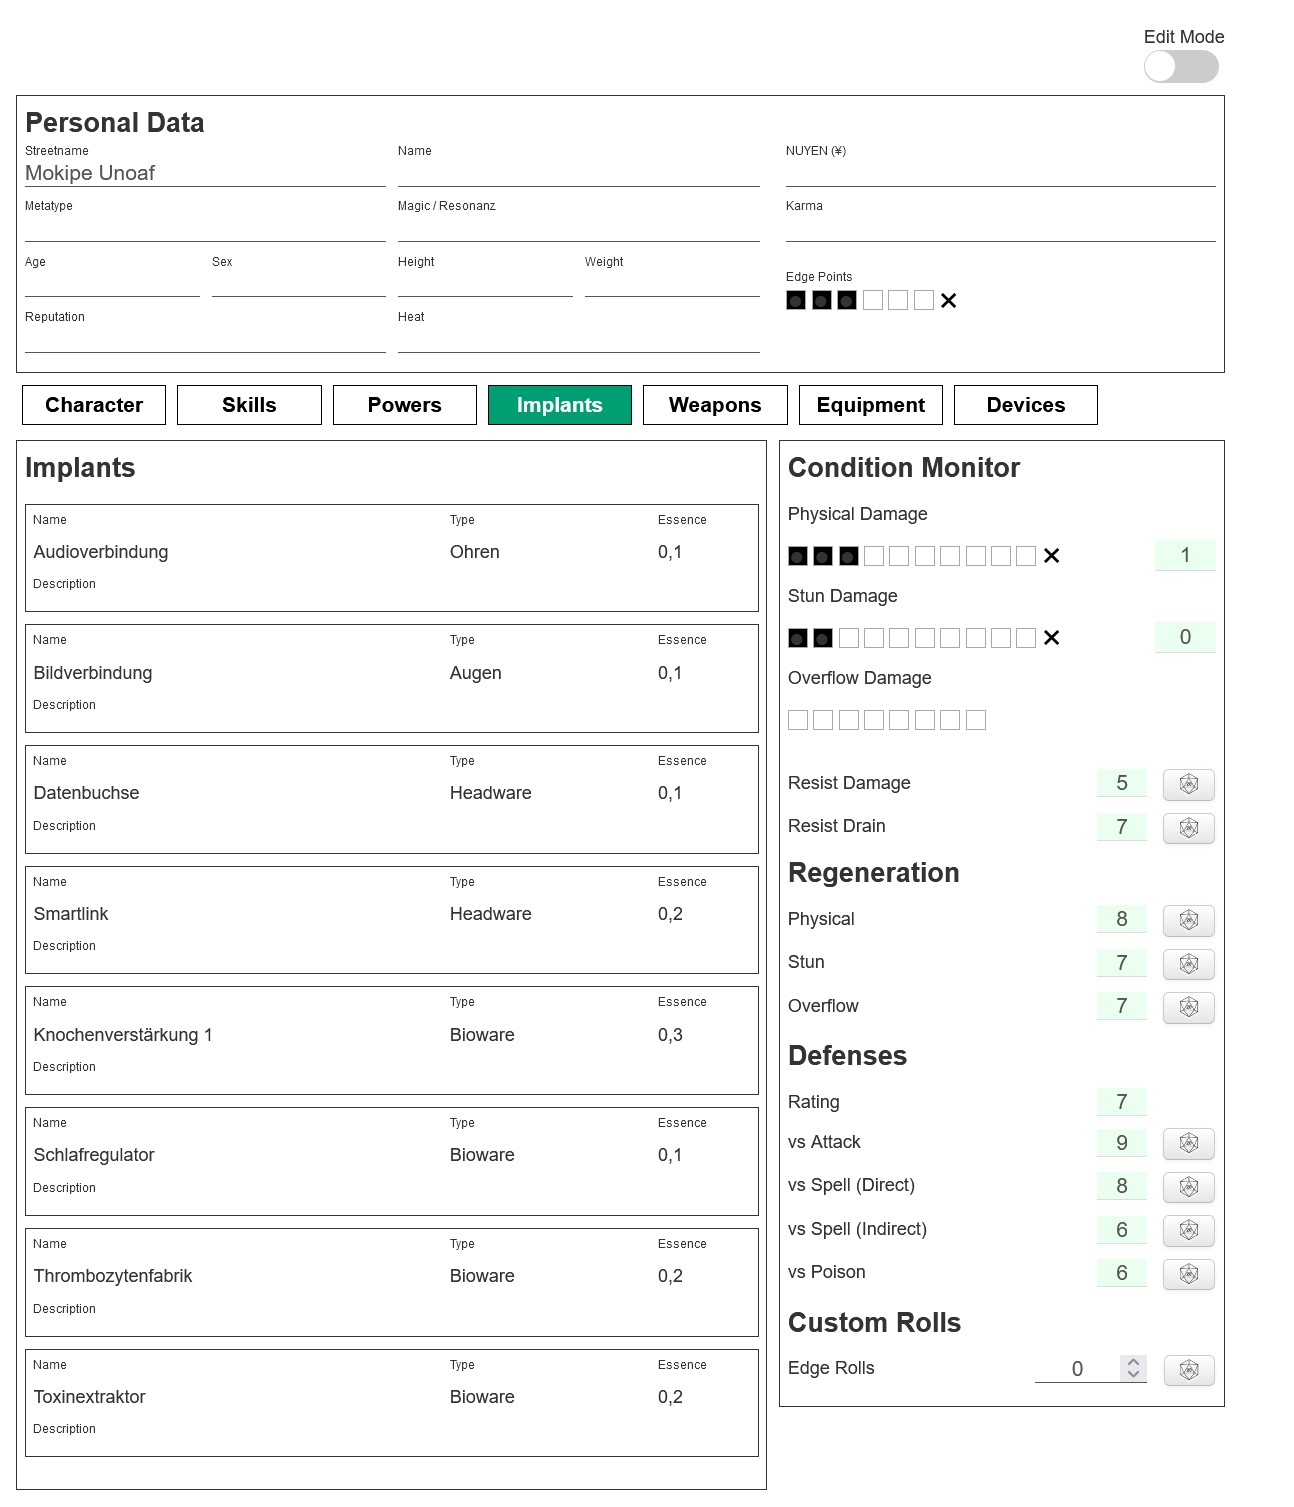 Edit Mode
Personal Data
Streetname Name NUYEN (¥)
Mokipe Unoaf
Metatype Magic / Resonanz Karma
Age Sex Height Weight
Edge Points
Reputation Heat
Character Skills Powers Implants Weapons Equipment Devices
Implants
Name Type Essence
Audioverbindung Ohren 0,1
Description
Name Type Essence
Bildverbindung Augen 0,1
Description
Name Type Essence
Datenbuchse Headware 0,1
Description
Name Type Essence
Smartlink Headware 0,2
Description
Name Type Essence
Knochenverstärkung 1 Bioware 0,3
Description
Name Type Essence
Schlafregulator Bioware 0,1
Description
Name Type Essence
Thrombozytenfabrik Bioware 0,2
Description
Name Type Essence
Toxinextraktor Bioware 0,2
Description
Condition Monitor
Physical Damage
1
Stun Damage
0
Overflow Damage
Resist Damage 5
Resist Drain 7
Regeneration
Physical 8
Stun 7
Overflow 7
Defenses
Rating 7
vs Attack 9
vs Spell (Direct) 8
vs Spell (Indirect) 6
vs Poison 6
Custom Rolls
Edge Rolls 0